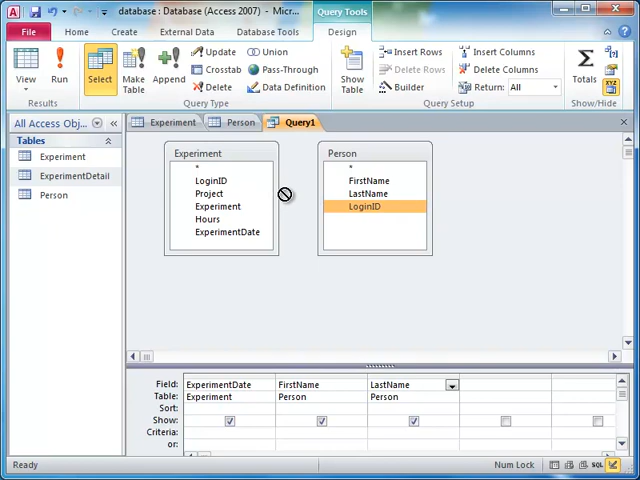 database : Database (Access 2007) - Micr...
Query Tools
File
Home
Create
External Data
Database Tools
Design
View
Run
Select
Make Table
Append
Update
Crosstab
Delete
Union
Pass-Through
Data Definition
Show Table
Insert Rows
Delete Rows
Builder
Insert Columns
Delete Columns
Return: All
Totals
Results
Query Type
Query Setup
Show/Hide
All Access Obj...
Tables
Experiment
ExperimentDetail
Person
Experiment
Person
Query1
Experiment
*
LoginID
Project
Experiment
Hours
ExperimentDate
Person
*
FirstName
LastName
LoginID
Field: ExperimentDate FirstName LastName
Table: Experiment Person Person
Sort:
Show:
Criteria:
or:
Ready
Num Lock
SQL